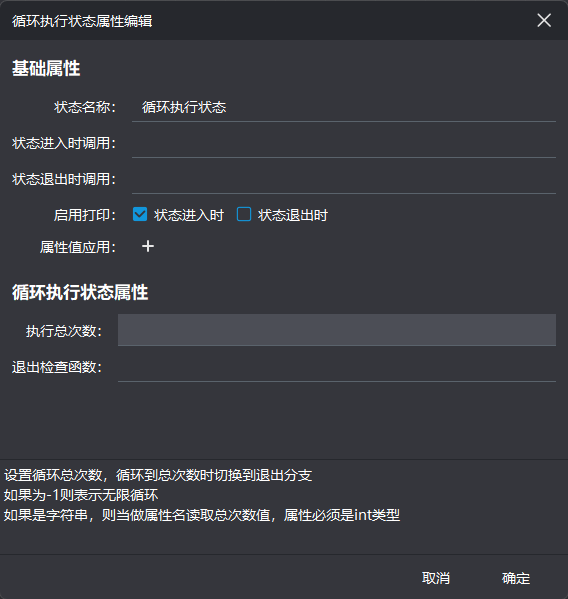 循环执行状态属性编辑
基础属性
状态名称： 循环执行状态
状态进入时调用：
状态退出时调用：
启用打印： 状态进入时 状态退出时
属性值应用： +
循环执行状态属性
执行总次数：
退出检查函数：
设置循环总次数，循环到总次数时切换到退出分支
如果为-1则表示无限循环
如果是字符串，则当做属性名读取总次数值，属性必须是int类型
取消 确定